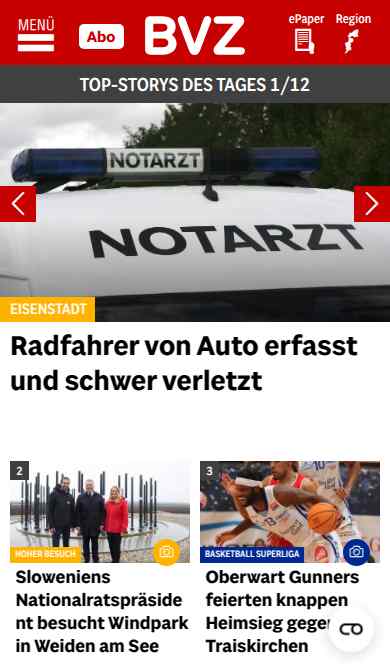 MENÜ
Abo
BVZ
ePaper
Region
TOP-STORYS DES TAGES 1/12
NOTARZT
NOTARZT
EISENSTADT
Radfahrer von Auto erfasst
und schwer verletzt
2
HOHER BESUCH
Sloweniens
Nationalratspräside
nt besucht Windpark
in Weiden am See
3
BASKETBALL SUPERLIGA
Oberwart Gunners
feierten knappen
Heimsieg gegen
Traiskirchen